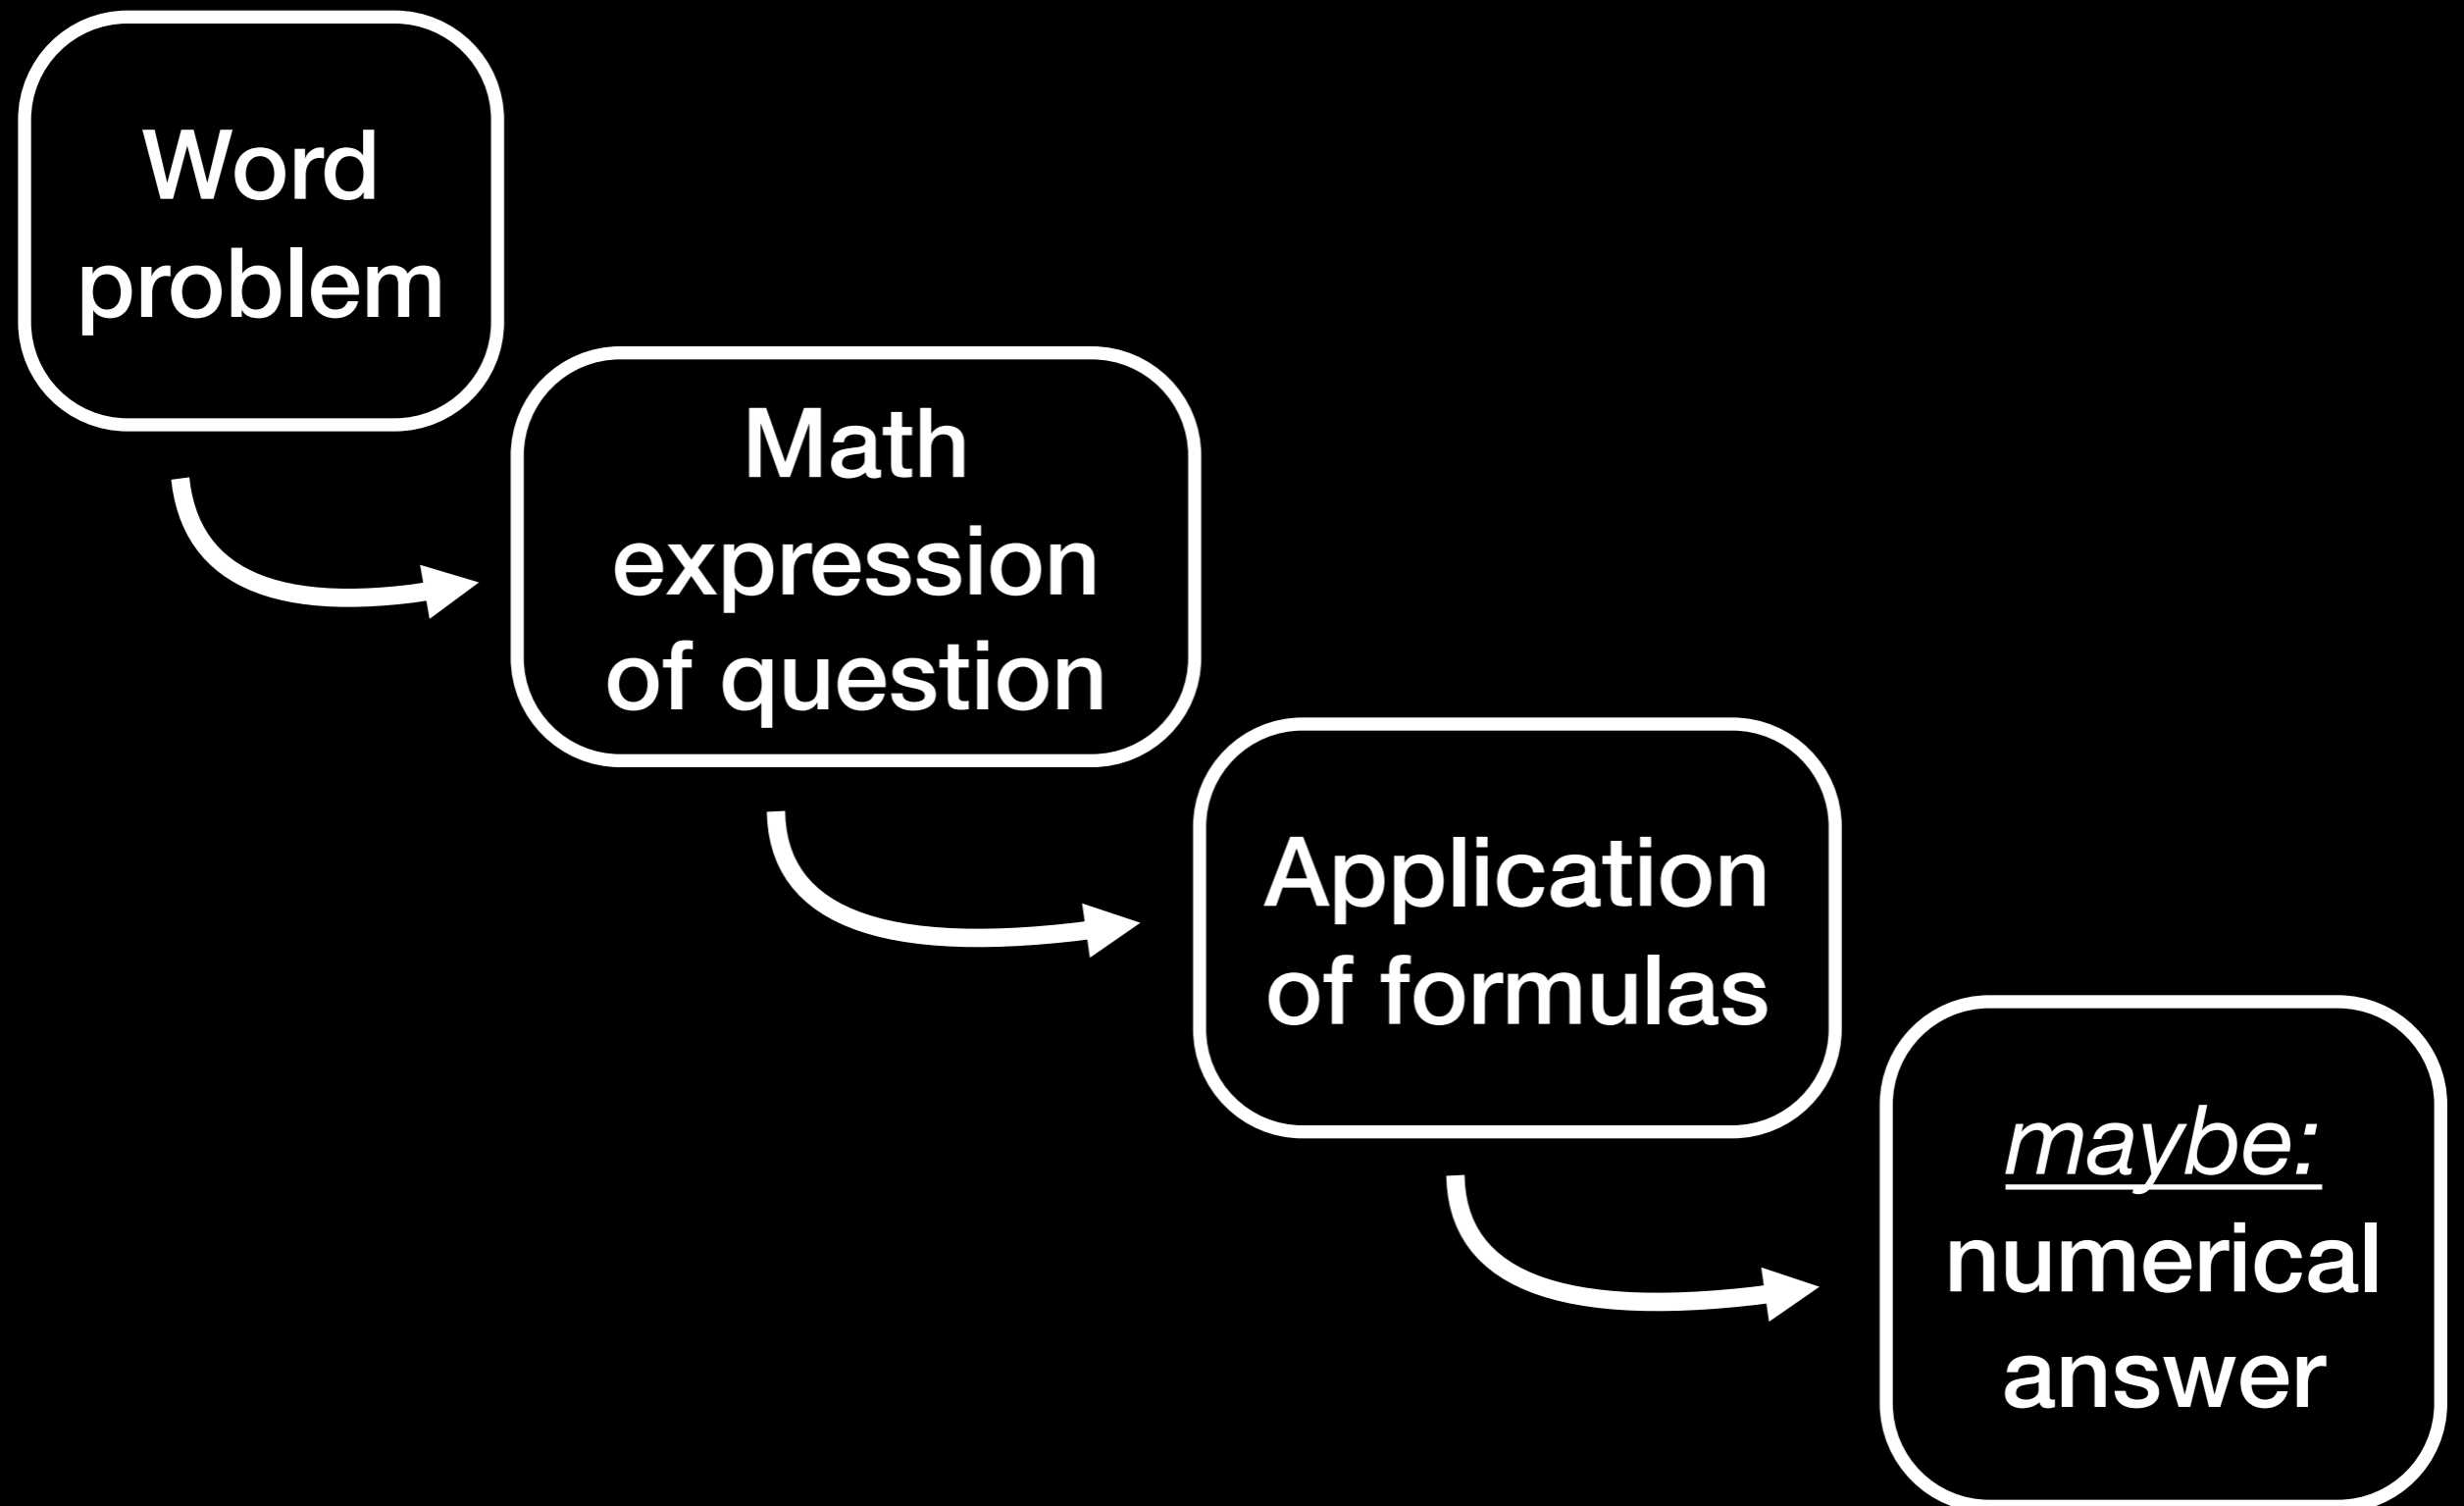 Word
problem
Math
expression
of question
Application
of formulas
maybe:
numerical
answer